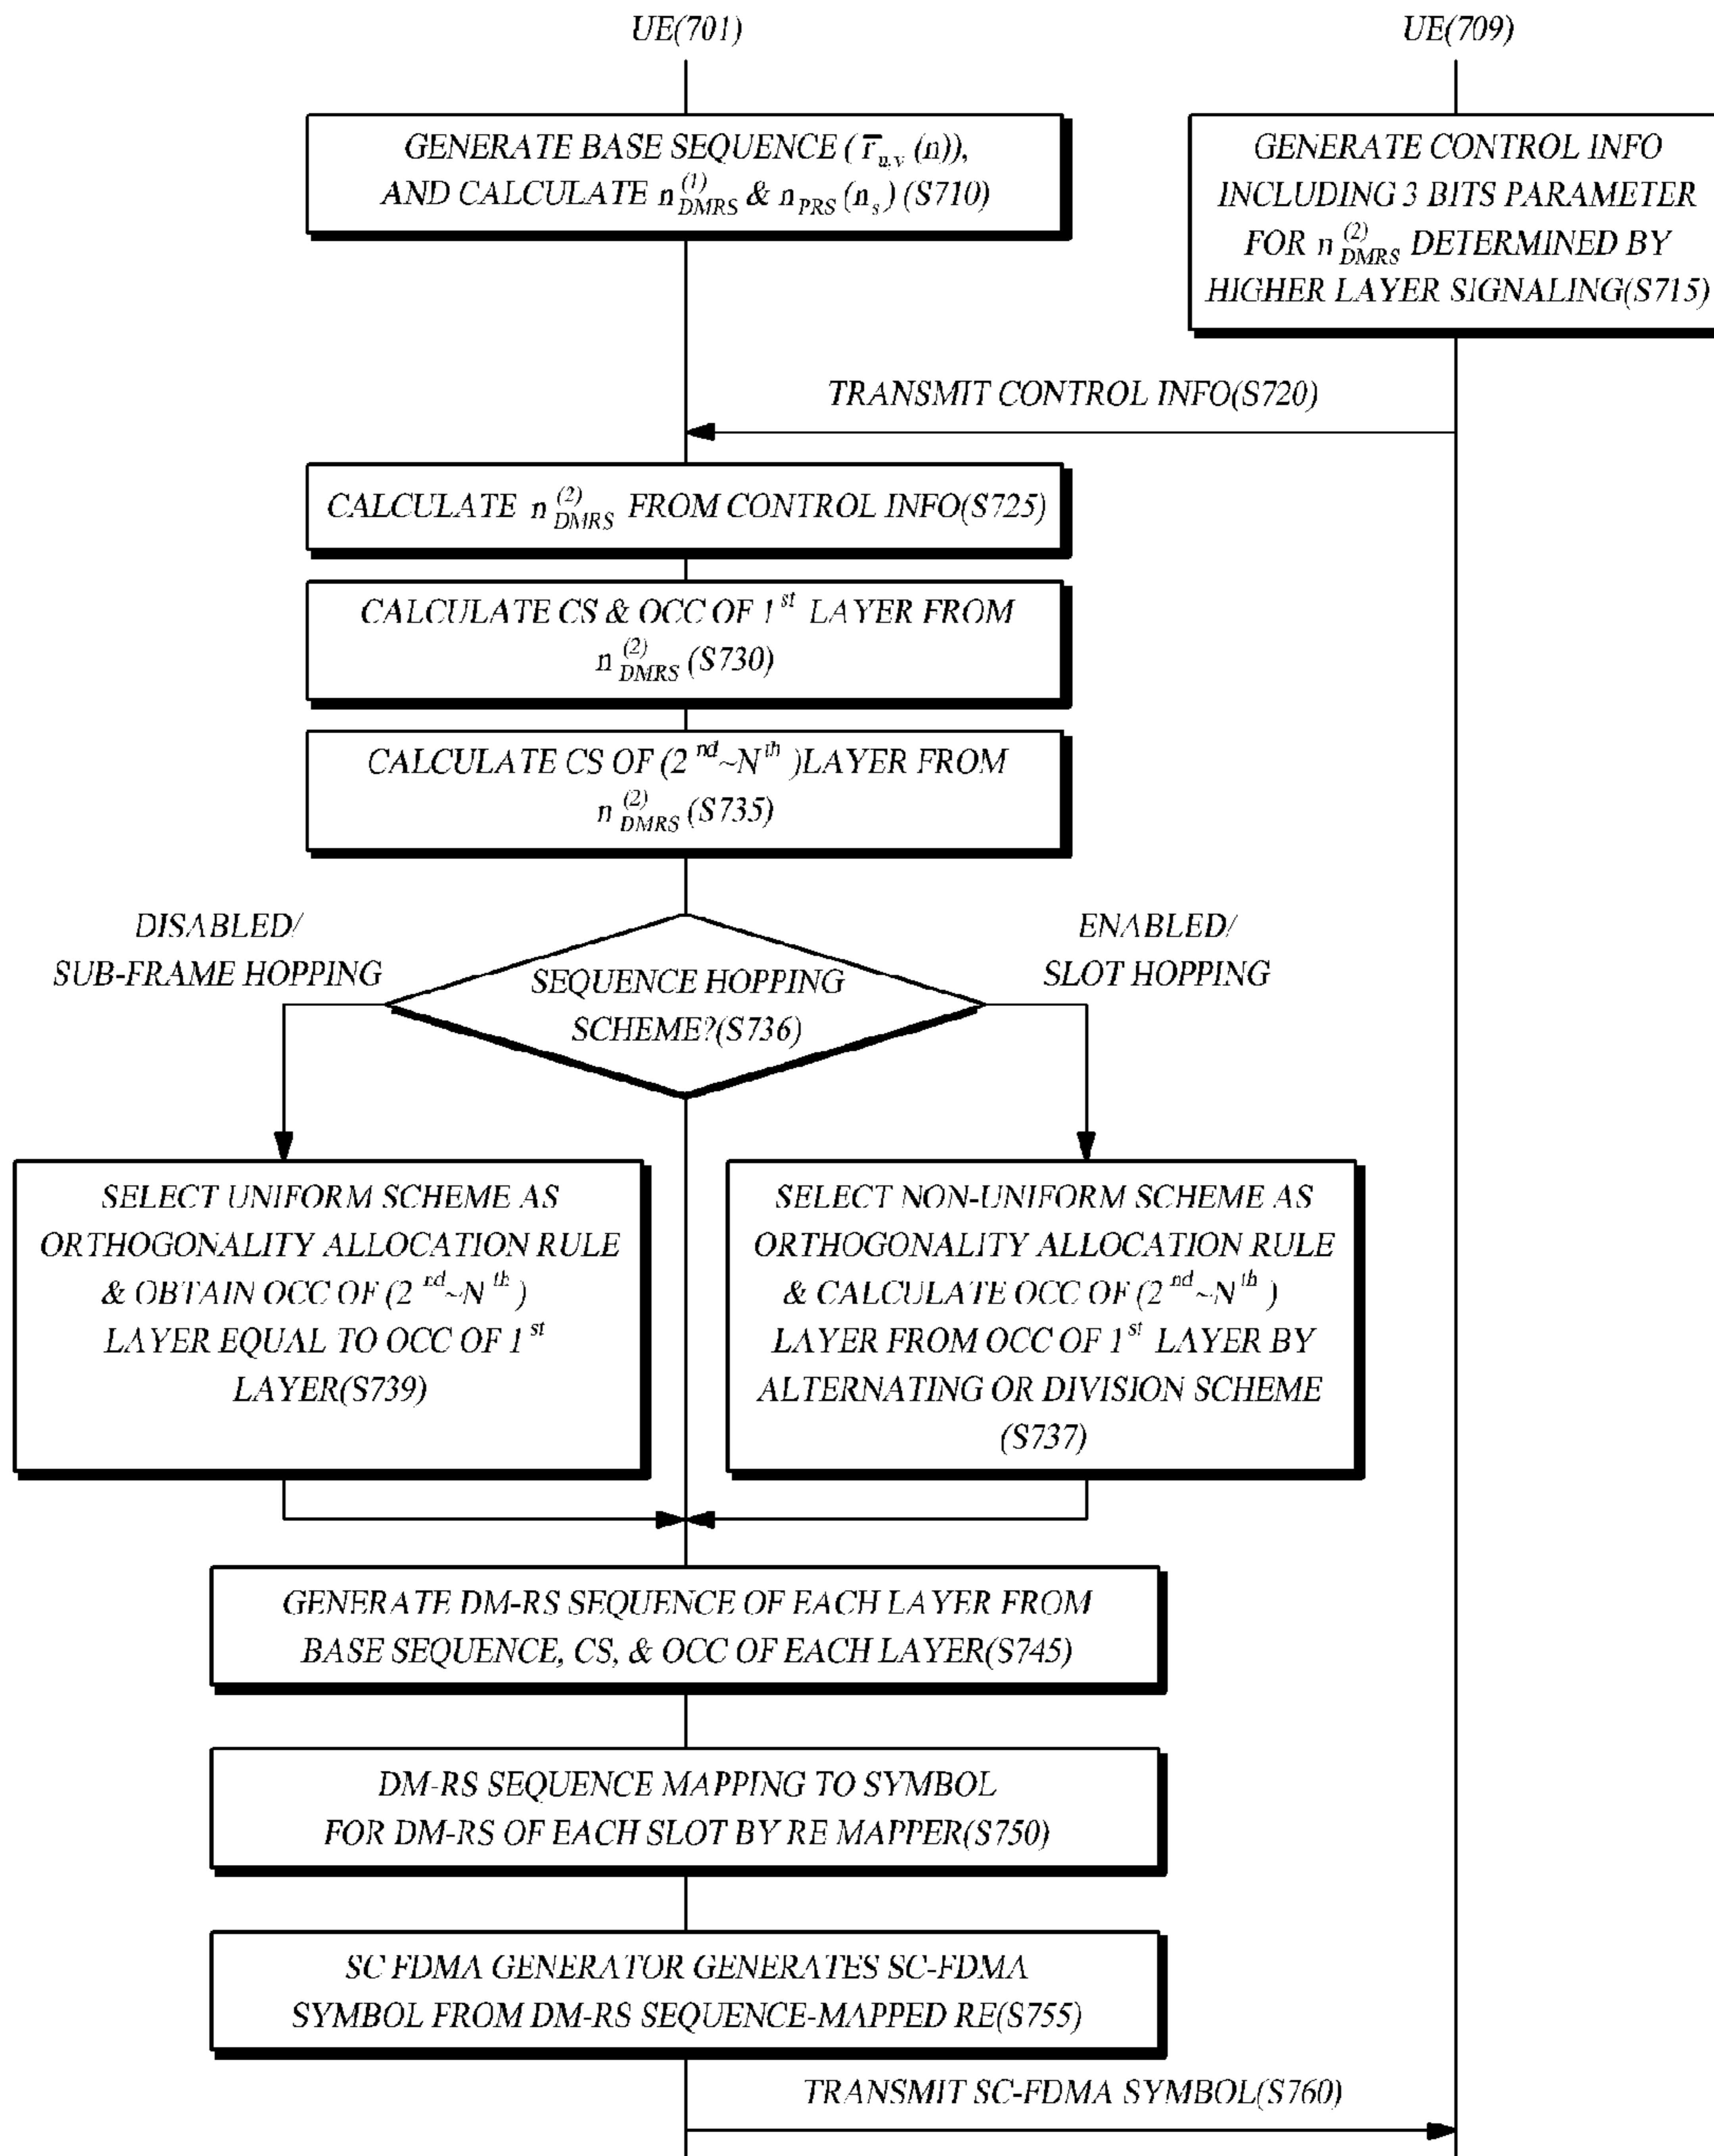 UE(701)
UE(709)
GENERATE BASE SEQUENCE (r̄u,v (n)),
AND CALCULATE n(1)DMRS & nPRS (ns) (S710)
GENERATE CONTROL INFO
INCLUDING 3 BITS PARAMETER
FOR n(2)DMRS DETERMINED BY
HIGHER LAYER SIGNALING(S715)
TRANSMIT CONTROL INFO(S720)
CALCULATE n(2)DMRS FROM CONTROL INFO(S725)
CALCULATE CS & OCC OF 1st LAYER FROM
n(2)DMRS (S730)
CALCULATE CS OF (2nd~Nth )LAYER FROM
n(2)DMRS (S735)
DISABLED/
SUB-FRAME HOPPING
ENABLED/
SLOT HOPPING
SEQUENCE HOPPING
SCHEME?(S736)
SELECT UNIFORM SCHEME AS
ORTHOGONALITY ALLOCATION RULE
& OBTAIN OCC OF (2nd~Nth )
LAYER EQUAL TO OCC OF 1st
LAYER(S739)
SELECT NON-UNIFORM SCHEME AS
ORTHOGONALITY ALLOCATION RULE
& CALCULATE OCC OF (2nd~Nth )
LAYER FROM OCC OF 1st LAYER BY
ALTERNATING OR DIVISION SCHEME
(S737)
GENERATE DM-RS SEQUENCE OF EACH LAYER FROM
BASE SEQUENCE, CS, & OCC OF EACH LAYER(S745)
DM-RS SEQUENCE MAPPING TO SYMBOL
FOR DM-RS OF EACH SLOT BY RE MAPPER(S750)
SC FDMA GENERATOR GENERATES SC-FDMA
SYMBOL FROM DM-RS SEQUENCE-MAPPED RE(S755)
TRANSMIT SC-FDMA SYMBOL(S760)